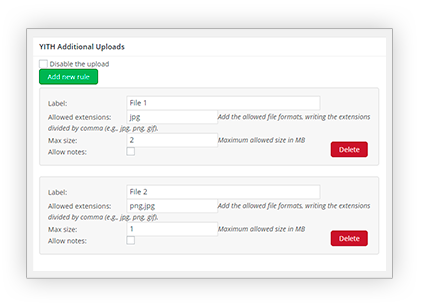 YITH Additional Uploads
Disable the upload
Add new rule
Label: File 1
Allowed extensions: jpg Add the allowed file formats, writing the extensions
divided by comma (e.g., jpg, png, gif).
Max size: 2 Maximum allowed size in MB
Allow notes: Delete
Label: File 2
Allowed extensions: png,jpg Add the allowed file formats, writing the extensions
divided by comma (e.g., jpg, png, gif).
Max size: 1 Maximum allowed size in MB
Allow notes: Delete